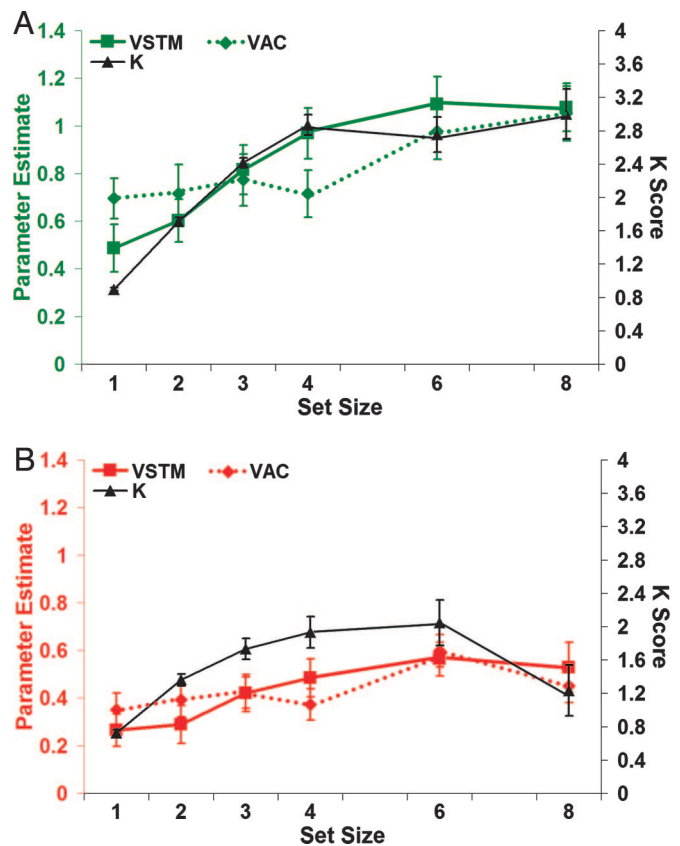 A
VSTM VAC
K
Parameter Estimate
1.4
1.2
1
0.8
0.6
0.4
0.2
0
4
3.6
3.2
2.8
2.4
2
1.6
1.2
0.8
0.4
0
K Score
1 2 3 4 6 8
Set Size
B
VSTM VAC
K
Parameter Estimate
1.4
1.2
1
0.8
0.6
0.4
0.2
0
4
3.6
3.2
2.8
2.4
2
1.6
1.2
0.8
0.4
0
K Score
1 2 3 4 6 8
Set Size